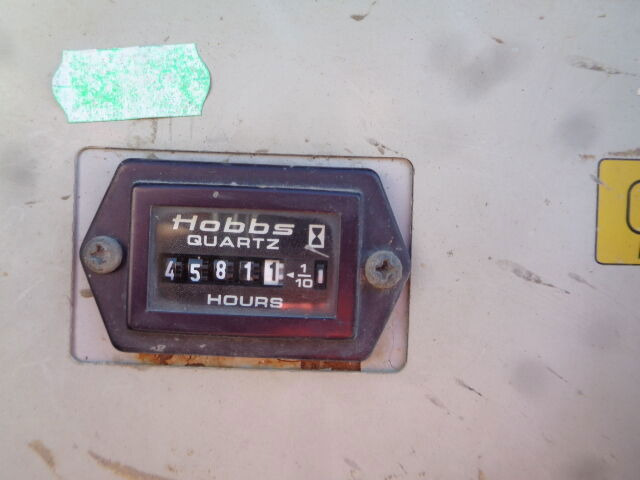 Hobbs
QUARTZ
45811 ◄ 1/10
HOURS